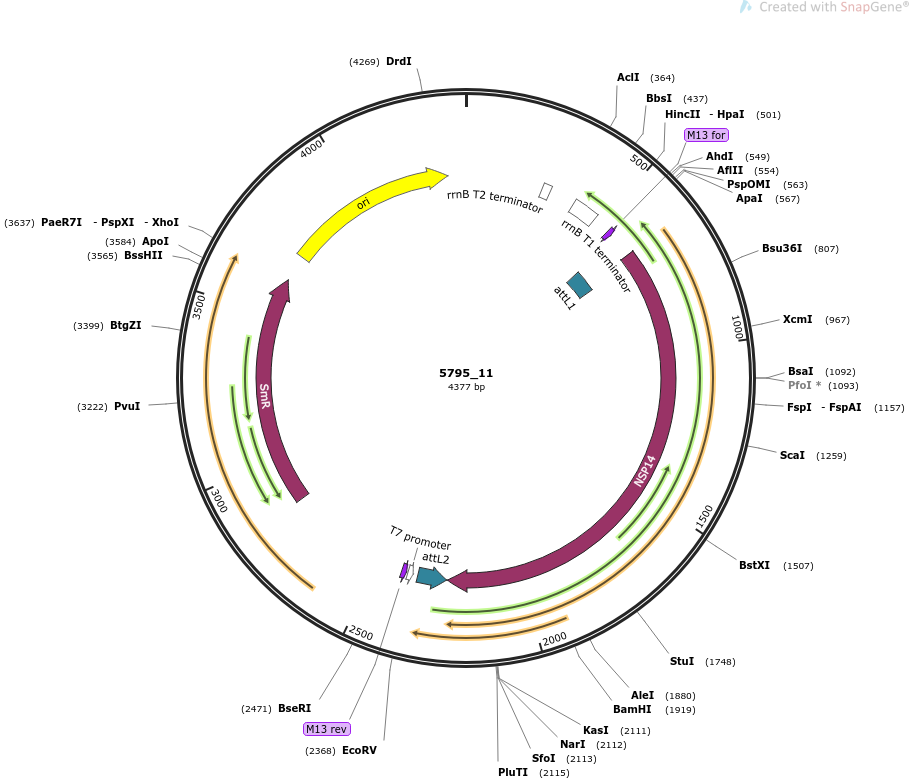 Created with SnapGene®
(4269) DrdI
AclI (364)
BbsI (437)
HincII - HpaI (501)
M13 for
AhdI (549)
AflII (554)
PspOMI (563)
ApaI (567)
Bsu36I (807)
XcmI (967)
BsaI (1092)
PfoI * (1093)
FspI - FspAI (1157)
ScaI (1259)
BstXI (1507)
StuI (1748)
AleI (1880)
BamHI (1919)
KasI (2111)
NarI (2112)
SfoI (2113)
PluTI (2115)
(2368) EcoRV
M13 rev
(2471) BseRI
(3222) PvuI
(3399) BtgZI
(3565) BssHII
(3584) ApoI
(3637) PaeR7I - PspXI - XhoI
500
1000
1500
2000
2500
3000
3500
4000
ori
rrnB T2 terminator
rrnB T1 terminator
attL1
NSP14
attL2
T7 promoter
SmR
5795_11
4377 bp